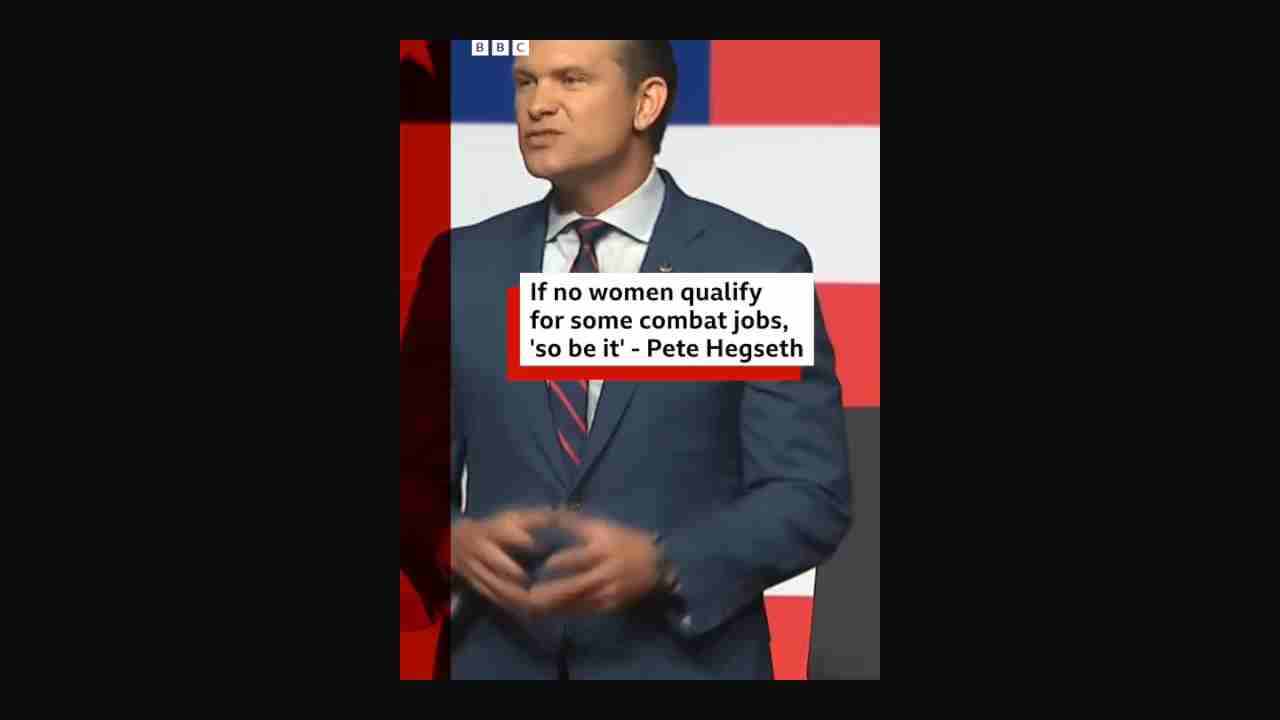 BBC
If no women qualify
for some combat jobs,
'so be it' - Pete Hegseth